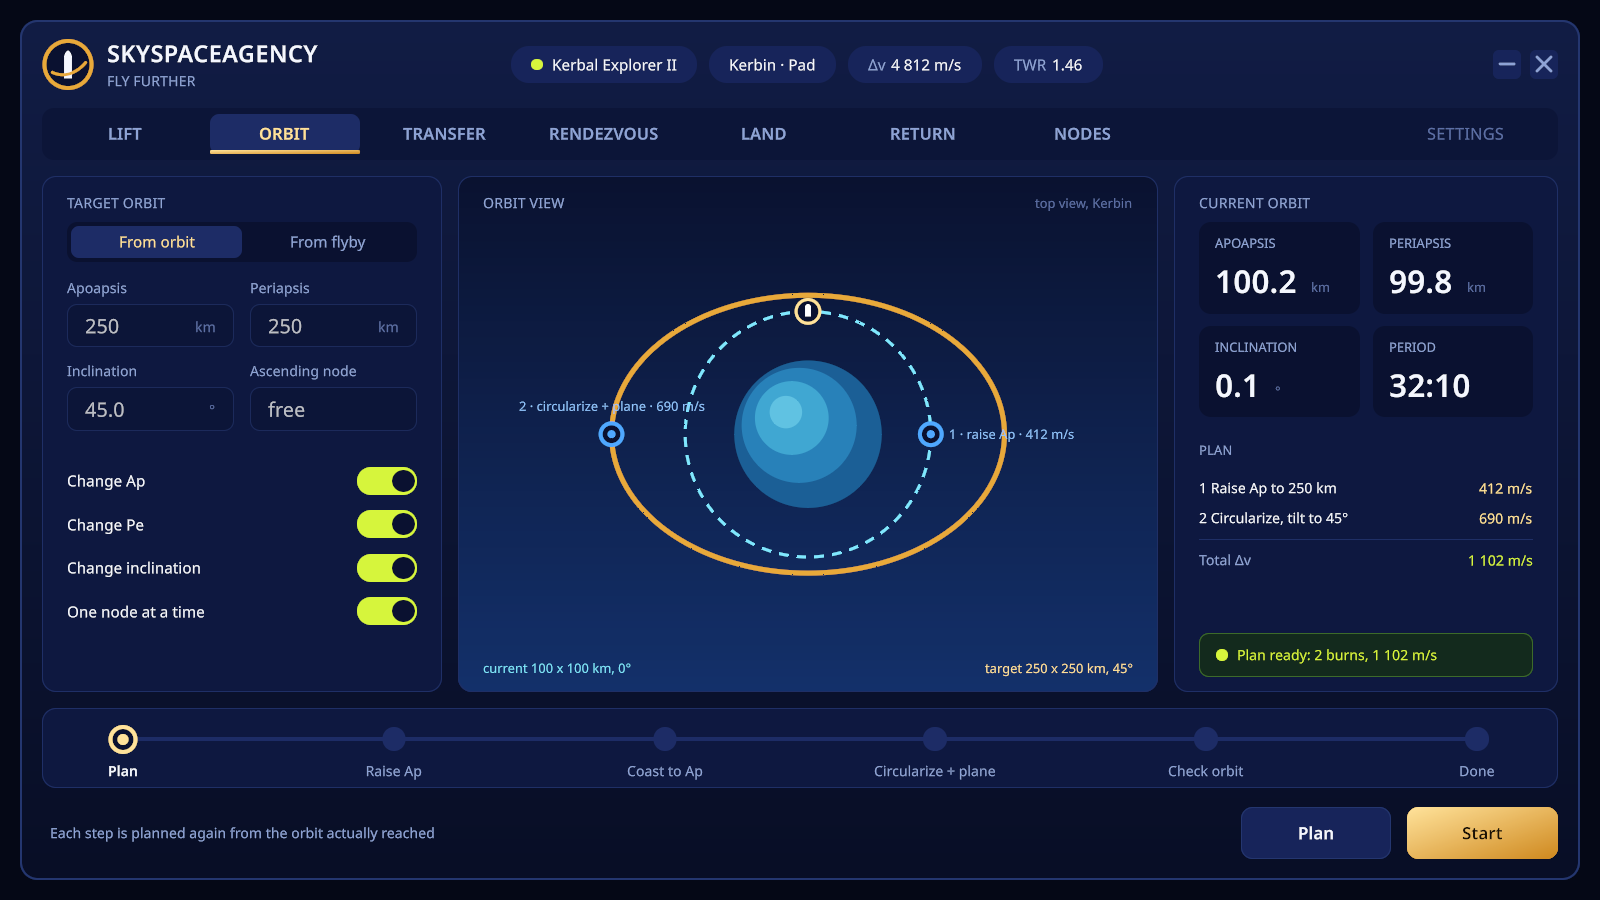 SKYSPACEAGENCY
FLY FURTHER
Kerbal Explorer II
Kerbin · Pad
Δv 4 812 m/s
TWR 1.46
LIFT
ORBIT
TRANSFER
RENDEZVOUS
LAND
RETURN
NODES
SETTINGS
TARGET ORBIT
From orbit
From flyby
Apoapsis
Periapsis
250 km
250 km
Inclination
Ascending node
45.0 °
free
Change Ap
Change Pe
Change inclination
One node at a time
ORBIT VIEW
top view, Kerbin
2 · circularize + plane · 690 m/s
1 · raise Ap · 412 m/s
current 100 x 100 km, 0°
target 250 x 250 km, 45°
CURRENT ORBIT
APOAPSIS
100.2 km
PERIAPSIS
99.8 km
INCLINATION
0.1 °
PERIOD
32:10
PLAN
1 Raise Ap to 250 km 412 m/s
2 Circularize, tilt to 45° 690 m/s
Total Δv 1 102 m/s
Plan ready: 2 burns, 1 102 m/s
Plan
Raise Ap
Coast to Ap
Circularize + plane
Check orbit
Done
Each step is planned again from the orbit actually reached
Plan
Start